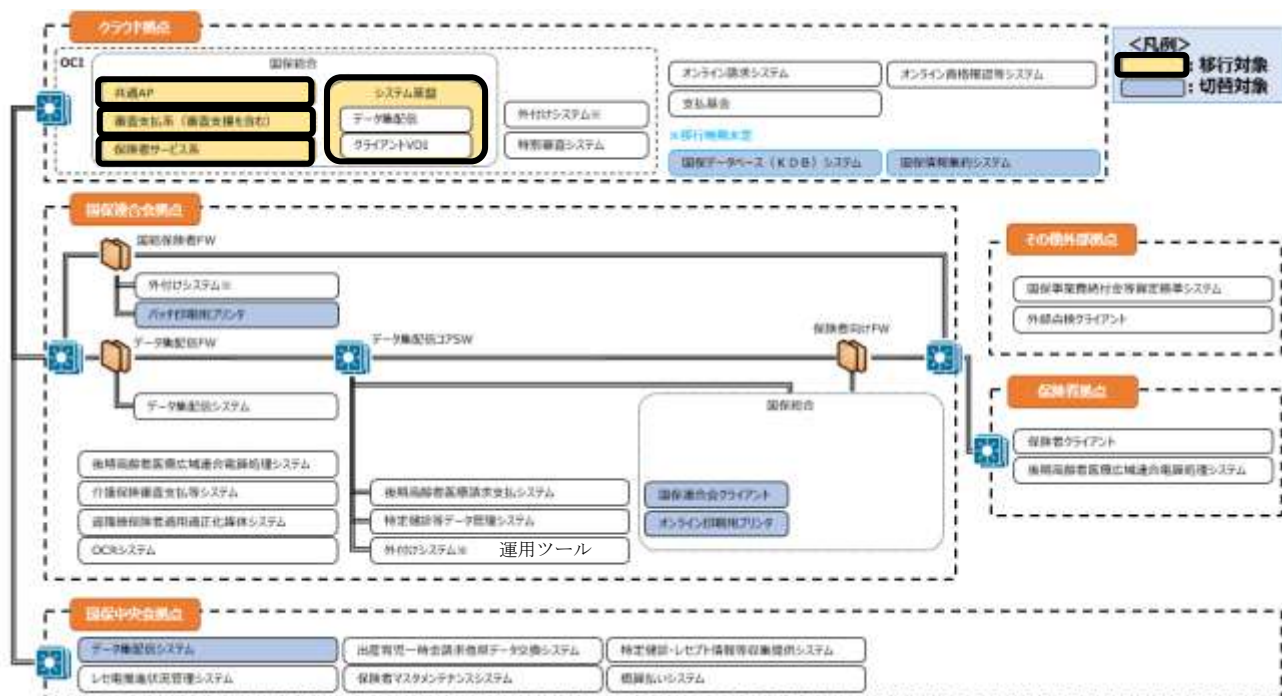 クラウド拠点
<凡例>
：移行対象
：切替対象
OCI
国保総合
共通AP
審査支払系（審査支援を含む）
保険者サービス系
システム基盤
データ集配信
クライアントVDI
外付けシステム※
特別審査システム
オンライン請求システム
オンライン資格確認等システム
支払基金
※移行時期未定
国保データベース（KDB）システム
国保情報集約システム
国保連合会拠点
国総保険者FW
外付けシステム※
バッチ印刷用プリンタ
データ集配信FW
データ集配信コアSW
保険者向けFW
データ集配信システム
国保総合
後期高齢者医療広域連合電算処理システム
介護保険審査支払等システム
退職被保険者適用適正化媒体システム
OCRシステム
後期高齢者医療請求支払システム
特定健診等データ管理システム
外付けシステム※　運用ツール
国保連合会クライアント
オンライン印刷用プリンタ
その他外部拠点
国保事業費納付金等算定標準システム
外部点検クライアント
保険者拠点
保険者クライアント
後期高齢者医療広域連合電算処理システム
国保中央会拠点
データ集配信システム
出産育児一時金請求他県データ交換システム
特定健診・レセプト情報等収集提供システム
レセ電推進状況管理システム
保険者マスタメンテナンスシステム
概算払いシステム